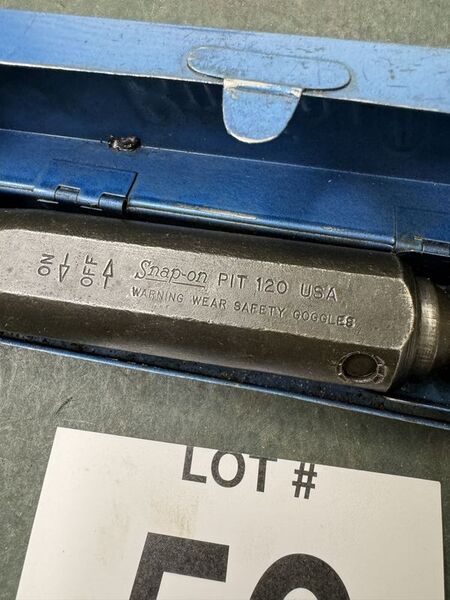 ON OFF
Snap-on PIT 120 USA
WARNING WEAR SAFETY GOGGLES
LOT #